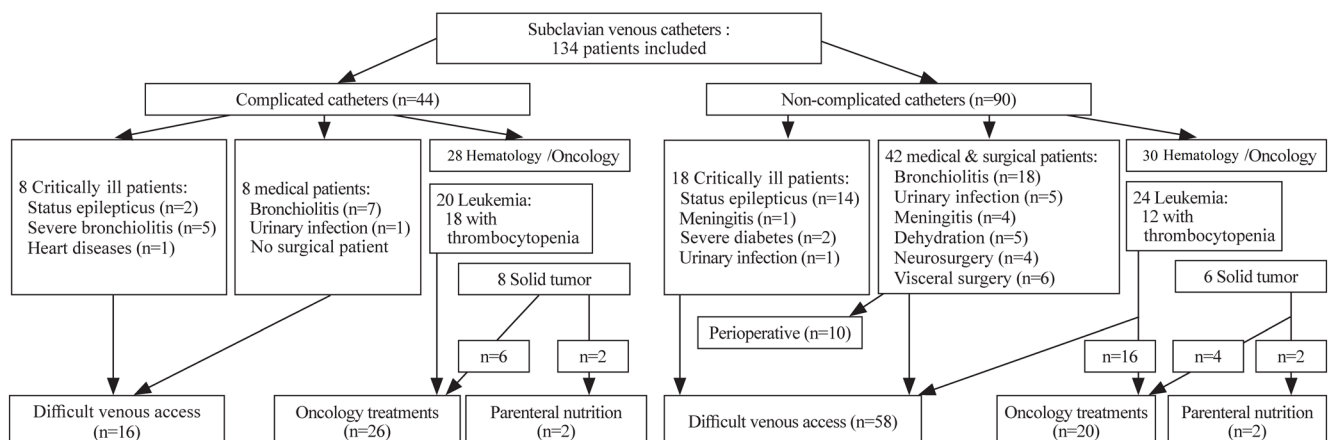 Subclavian venous catheters :
134 patients included
Complicated catheters (n=44)
Non-complicated catheters (n=90)
8 Critically ill patients:
Status epilepticus (n=2)
Severe bronchiolitis (n=5)
Heart diseases (n=1)
8 medical patients:
Bronchiolitis (n=7)
Urinary infection (n=1)
No surgical patient
28 Hematology /Oncology
20 Leukemia:
18 with
thrombocytopenia
8 Solid tumor
n=6
n=2
18 Critically ill patients:
Status epilepticus (n=14)
Meningitis (n=1)
Severe diabetes (n=2)
Urinary infection (n=1)
42 medical & surgical patients:
Bronchiolitis (n=18)
Urinary infection (n=5)
Meningitis (n=4)
Dehydration (n=5)
Neurosurgery (n=4)
Visceral surgery (n=6)
30 Hematology /Oncology
24 Leukemia:
12 with
thrombocytopenia
6 Solid tumor
Perioperative (n=10)
n=16
n=4
n=2
Difficult venous access
(n=16)
Oncology treatments
(n=26)
Parenteral nutrition
(n=2)
Difficult venous access (n=58)
Oncology treatments
(n=20)
Parenteral nutrition
(n=2)